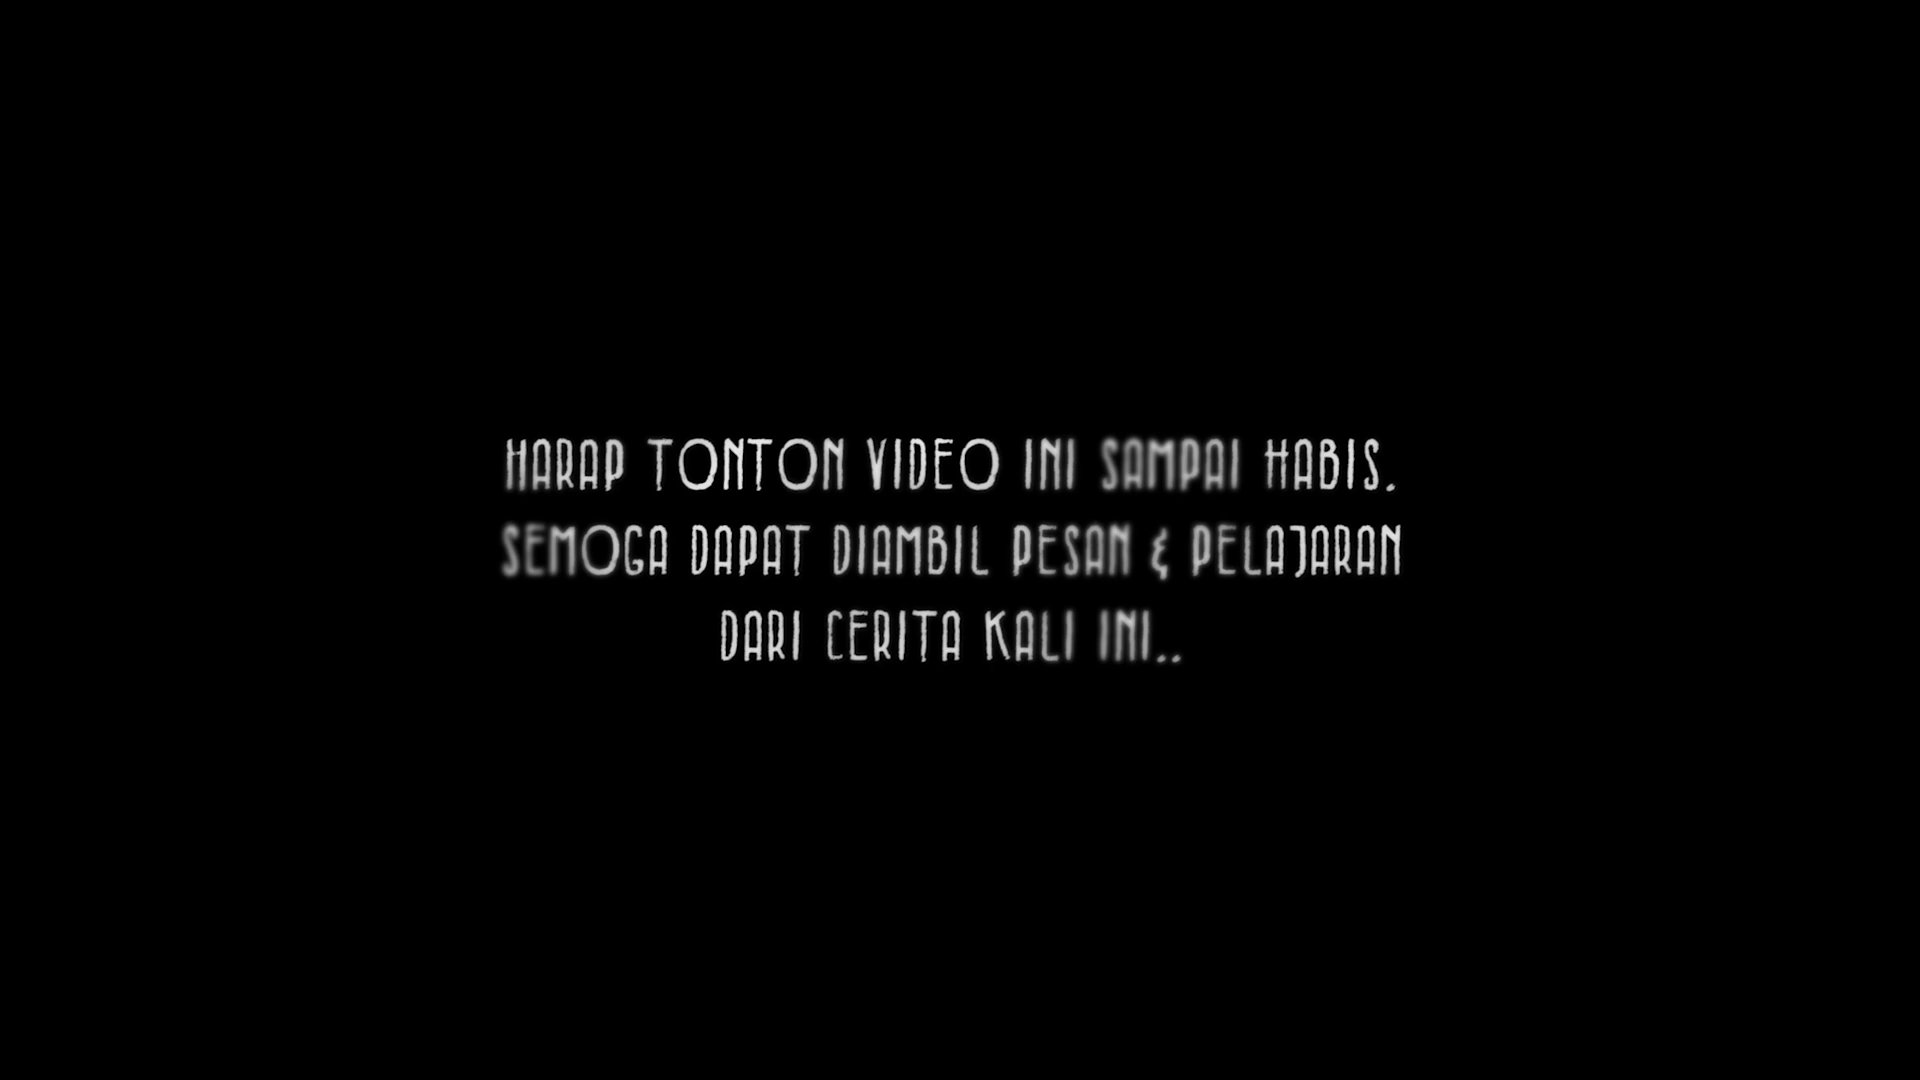 HARAP TONTON VIDEO INI SAMPAI HABIS.
SEMOGA DAPAT DIAMBIL PESAN & PELAJARAN
DARI CERITA KALI INI..